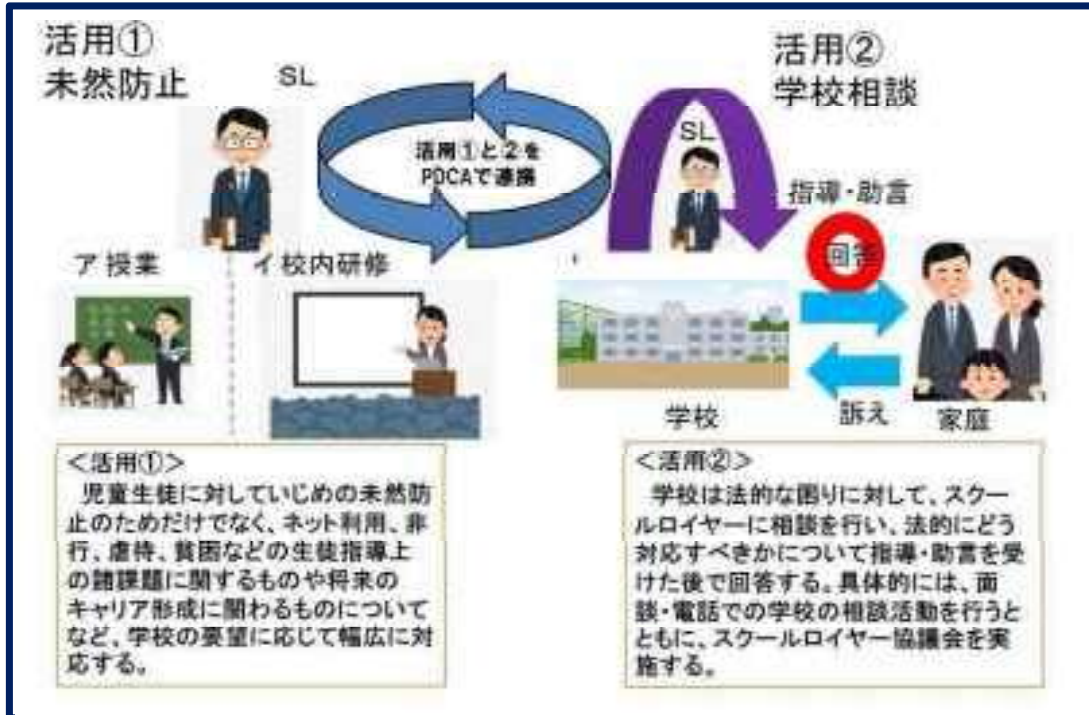 活用①
未然防止
SL
活用①と2を
PDCAで連携
活用②
学校相談
SL
指導・助言
回答
ア 授業
イ 校内研修
学校
訴え
家庭
＜活用①＞
児童生徒に対していじめの未然防
止のためだけでなく、ネット利用、非
行、虐待、貧困などの生徒指導上
の諸課題に関するものや将来の
キャリア形成に関わるものについて
など、学校の要望に応じて幅広に対
応する。
＜活用②＞
学校は法的な困りに対して、スクー
ルロイヤーに相談を行い、法的にどう
対応すべきかについて指導・助言を受
けた後で回答する。具体的には、面
談・電話での学校の相談活動を行うと
ともに、スクールロイヤー協議会を実
施する。